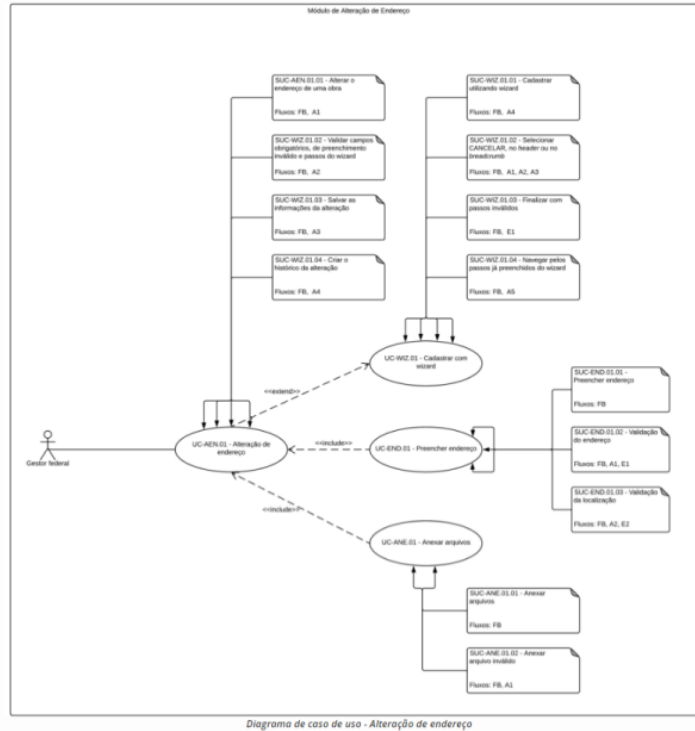 Módulo de Alteração de Endereço
SUC-AEN.01.01 - Alterar o
endereço de uma obra
Fluxos: FB, A1
SUC-WIZ.01.02 - Validar campos
obrigatórios, de preenchimento
inválido e passos do wizard
Fluxos: FB, A2
SUC-WIZ.01.03 - Salvar as
informações da alteração
Fluxos: FB, A3
SUC-WIZ.01.04 - Criar o
histórico da alteração
Fluxos: FB, A4
SUC-WIZ.01.01 - Cadastrar
utilizando wizard
Fluxos: FB, A4
SUC-WIZ.01.02 - Selecionar
CANCELAR, no header ou no
breadcrumb
Fluxos: FB, A1, A2, A3
SUC-WIZ.01.03 - Finalizar com
passos inválidos
Fluxos: FB, E1
SUC-WIZ.01.04 - Navegar pelos
passos já preenchidos do wizard
Fluxos: FB, A5
UC-WIZ.01 - Cadastrar com
wizard
<<extend>>
SUC-END.01.01 -
Preencher endereço
Fluxos: FB
Gestor federal
UC-AEN.01 - Alteração de
endereço
<<include>>
UC-END.01 - Preencher endereço
SUC-END.01.02 - Validação
do endereço
Fluxos: FB, A1, E1
SUC-END.01.03 - Validação
da localização
Fluxos: FB, A2, E2
<<include>>
UC-ANE.01 - Anexar arquivos
SUC-ANE.01.01 - Anexar
arquivos
Fluxos: FB
SUC-ANE.01.02 - Anexar
arquivo inválido
Fluxos: FB, A1
Diagrama de caso de uso - Alteração de endereço